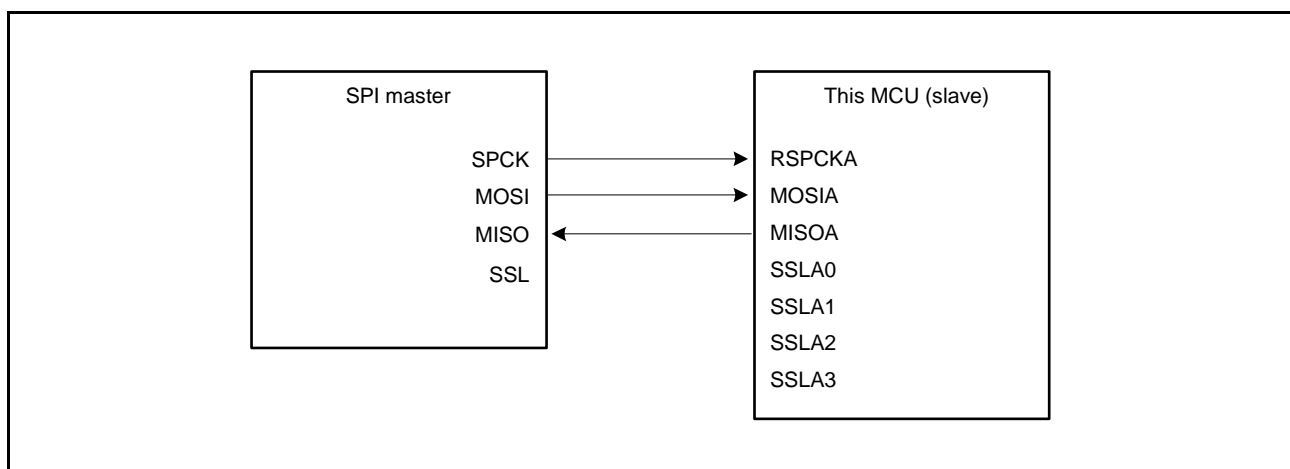 SPI master
SPCK
MOSI
MISO
SSL
This MCU (slave)
RSPCKA
MOSIA
MISOA
SSLA0
SSLA1
SSLA2
SSLA3